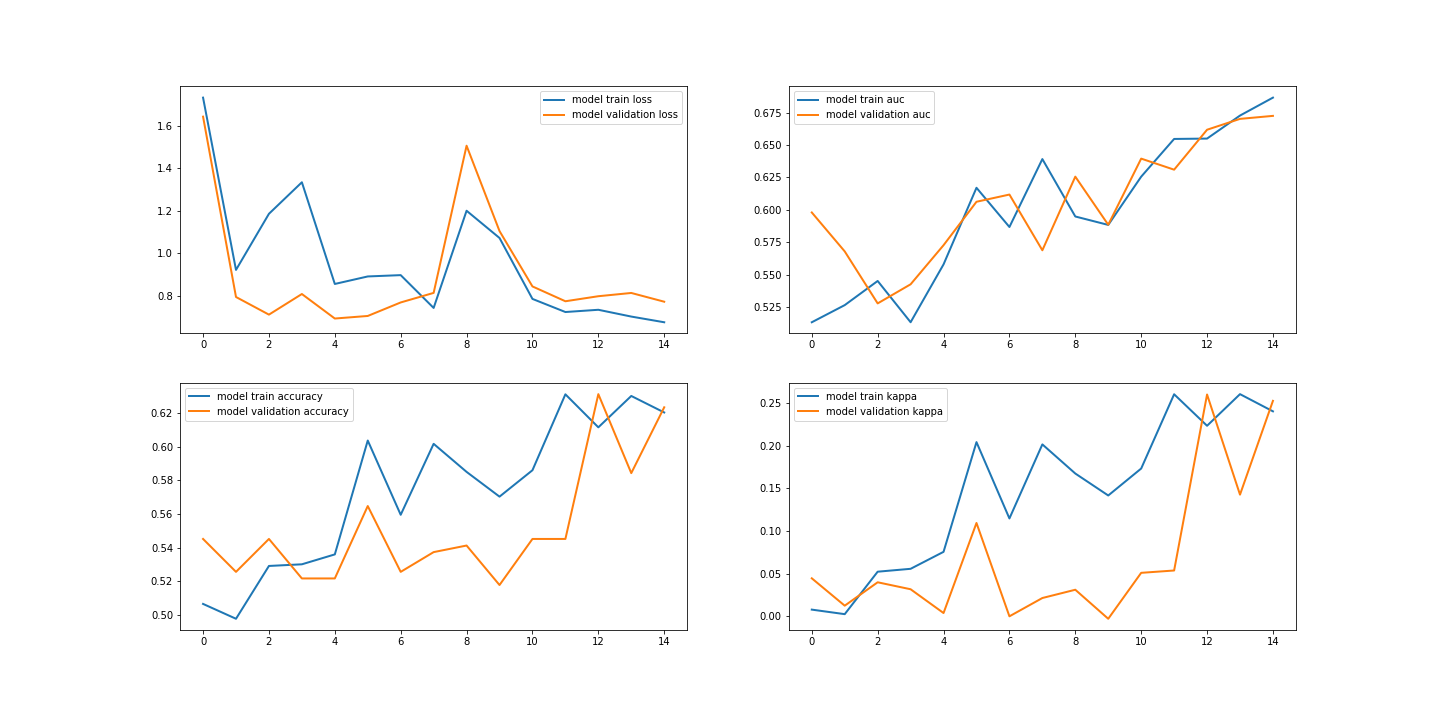 model train loss
model validation loss
1.6
1.4
1.2
1.0
0.8
0 2 4 6 8 10 12 14
model train auc
model validation auc
0.675
0.650
0.625
0.600
0.575
0.550
0.525
0 2 4 6 8 10 12 14
model train accuracy
model validation accuracy
0.62
0.60
0.58
0.56
0.54
0.52
0.50
0 2 4 6 8 10 12 14
model train kappa
model validation kappa
0.25
0.20
0.15
0.10
0.05
0.00
0 2 4 6 8 10 12 14